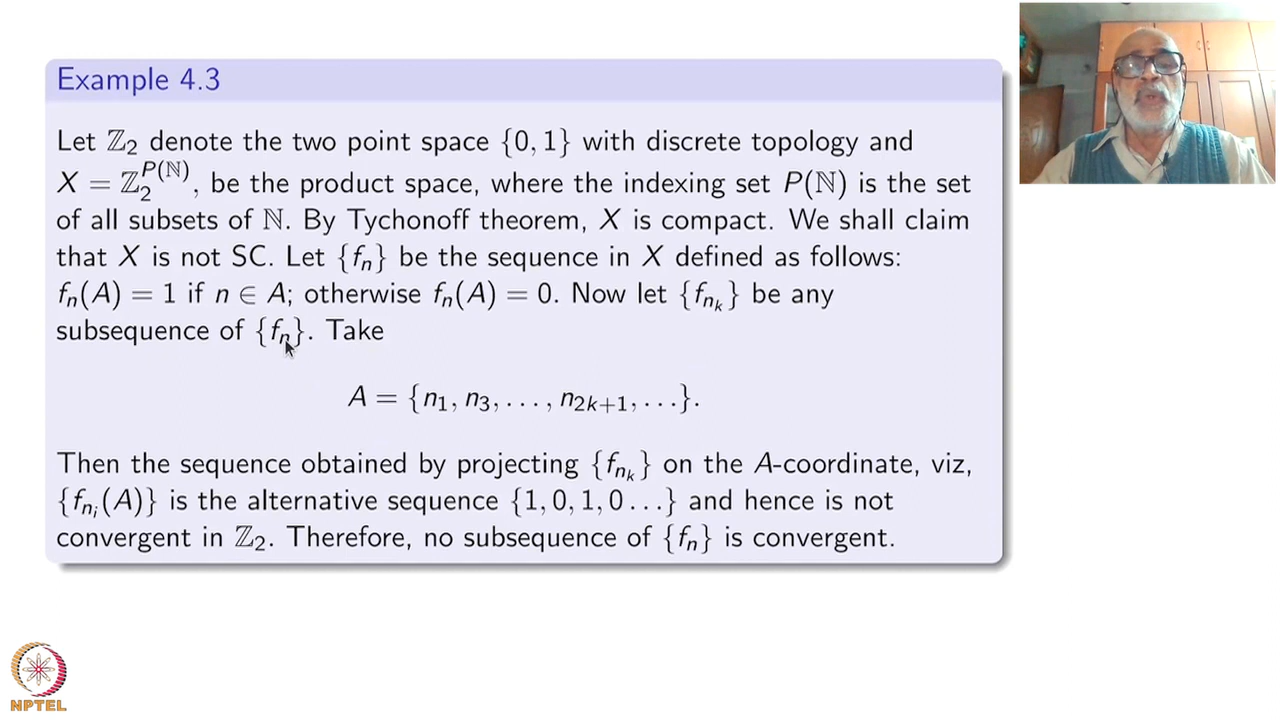 Example 4.3
Let ℤ₂ denote the two point space {0, 1} with discrete topology and
X = ℤ₂^{P(ℕ)}, be the product space, where the indexing set P(ℕ) is the set
of all subsets of ℕ. By Tychonoff theorem, X is compact. We shall claim
that X is not SC. Let {f_n} be the sequence in X defined as follows:
f_n(A) = 1 if n ∈ A; otherwise f_n(A) = 0. Now let {f_{n_k}} be any
subsequence of {f_n}. Take
A = {n₁, n₃, . . . , n_{2k+1}, . . .}.
Then the sequence obtained by projecting {f_{n_k}} on the A-coordinate, viz,
{f_{n_i}(A)} is the alternative sequence {1, 0, 1, 0 . . .} and hence is not
convergent in ℤ₂. Therefore, no subsequence of {f_n} is convergent.
NPTEL